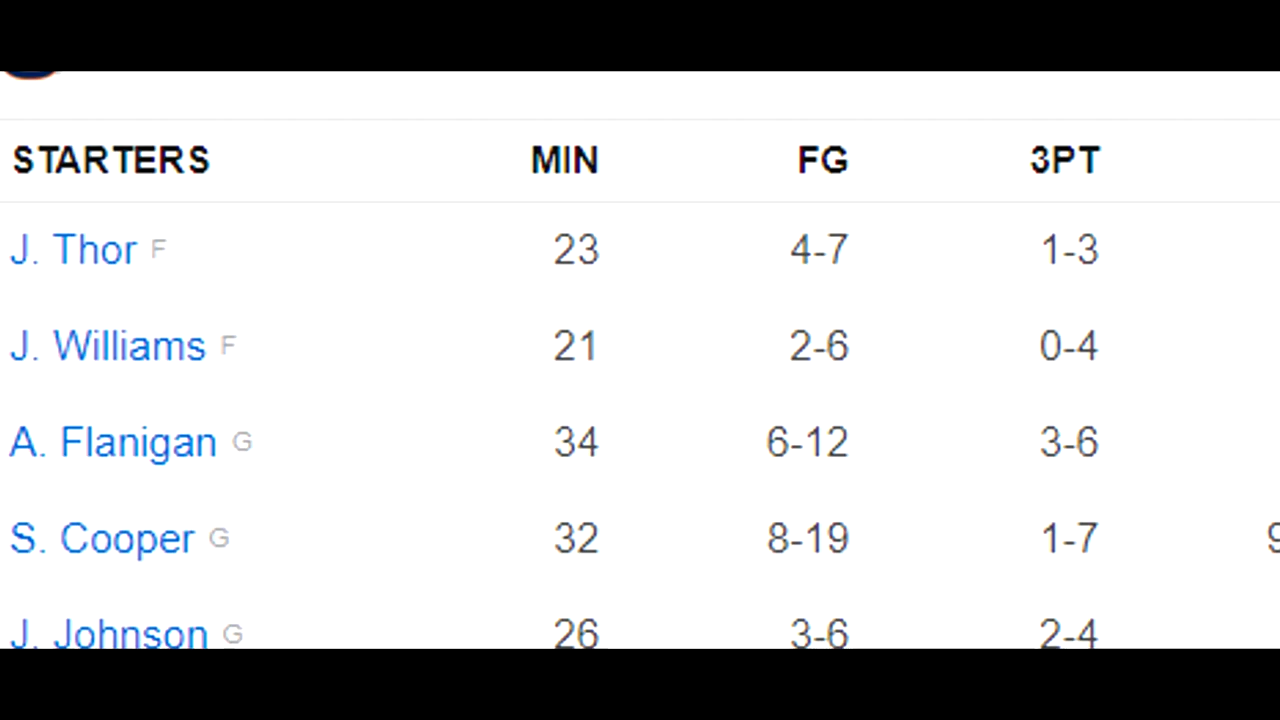 STARTERS MIN FG 3PT
J. Thor F 23 4-7 1-3
J. Williams F 21 2-6 0-4
A. Flanigan G 34 6-12 3-6
S. Cooper G 32 8-19 1-7
J. Johnson G 26 3-6 2-4